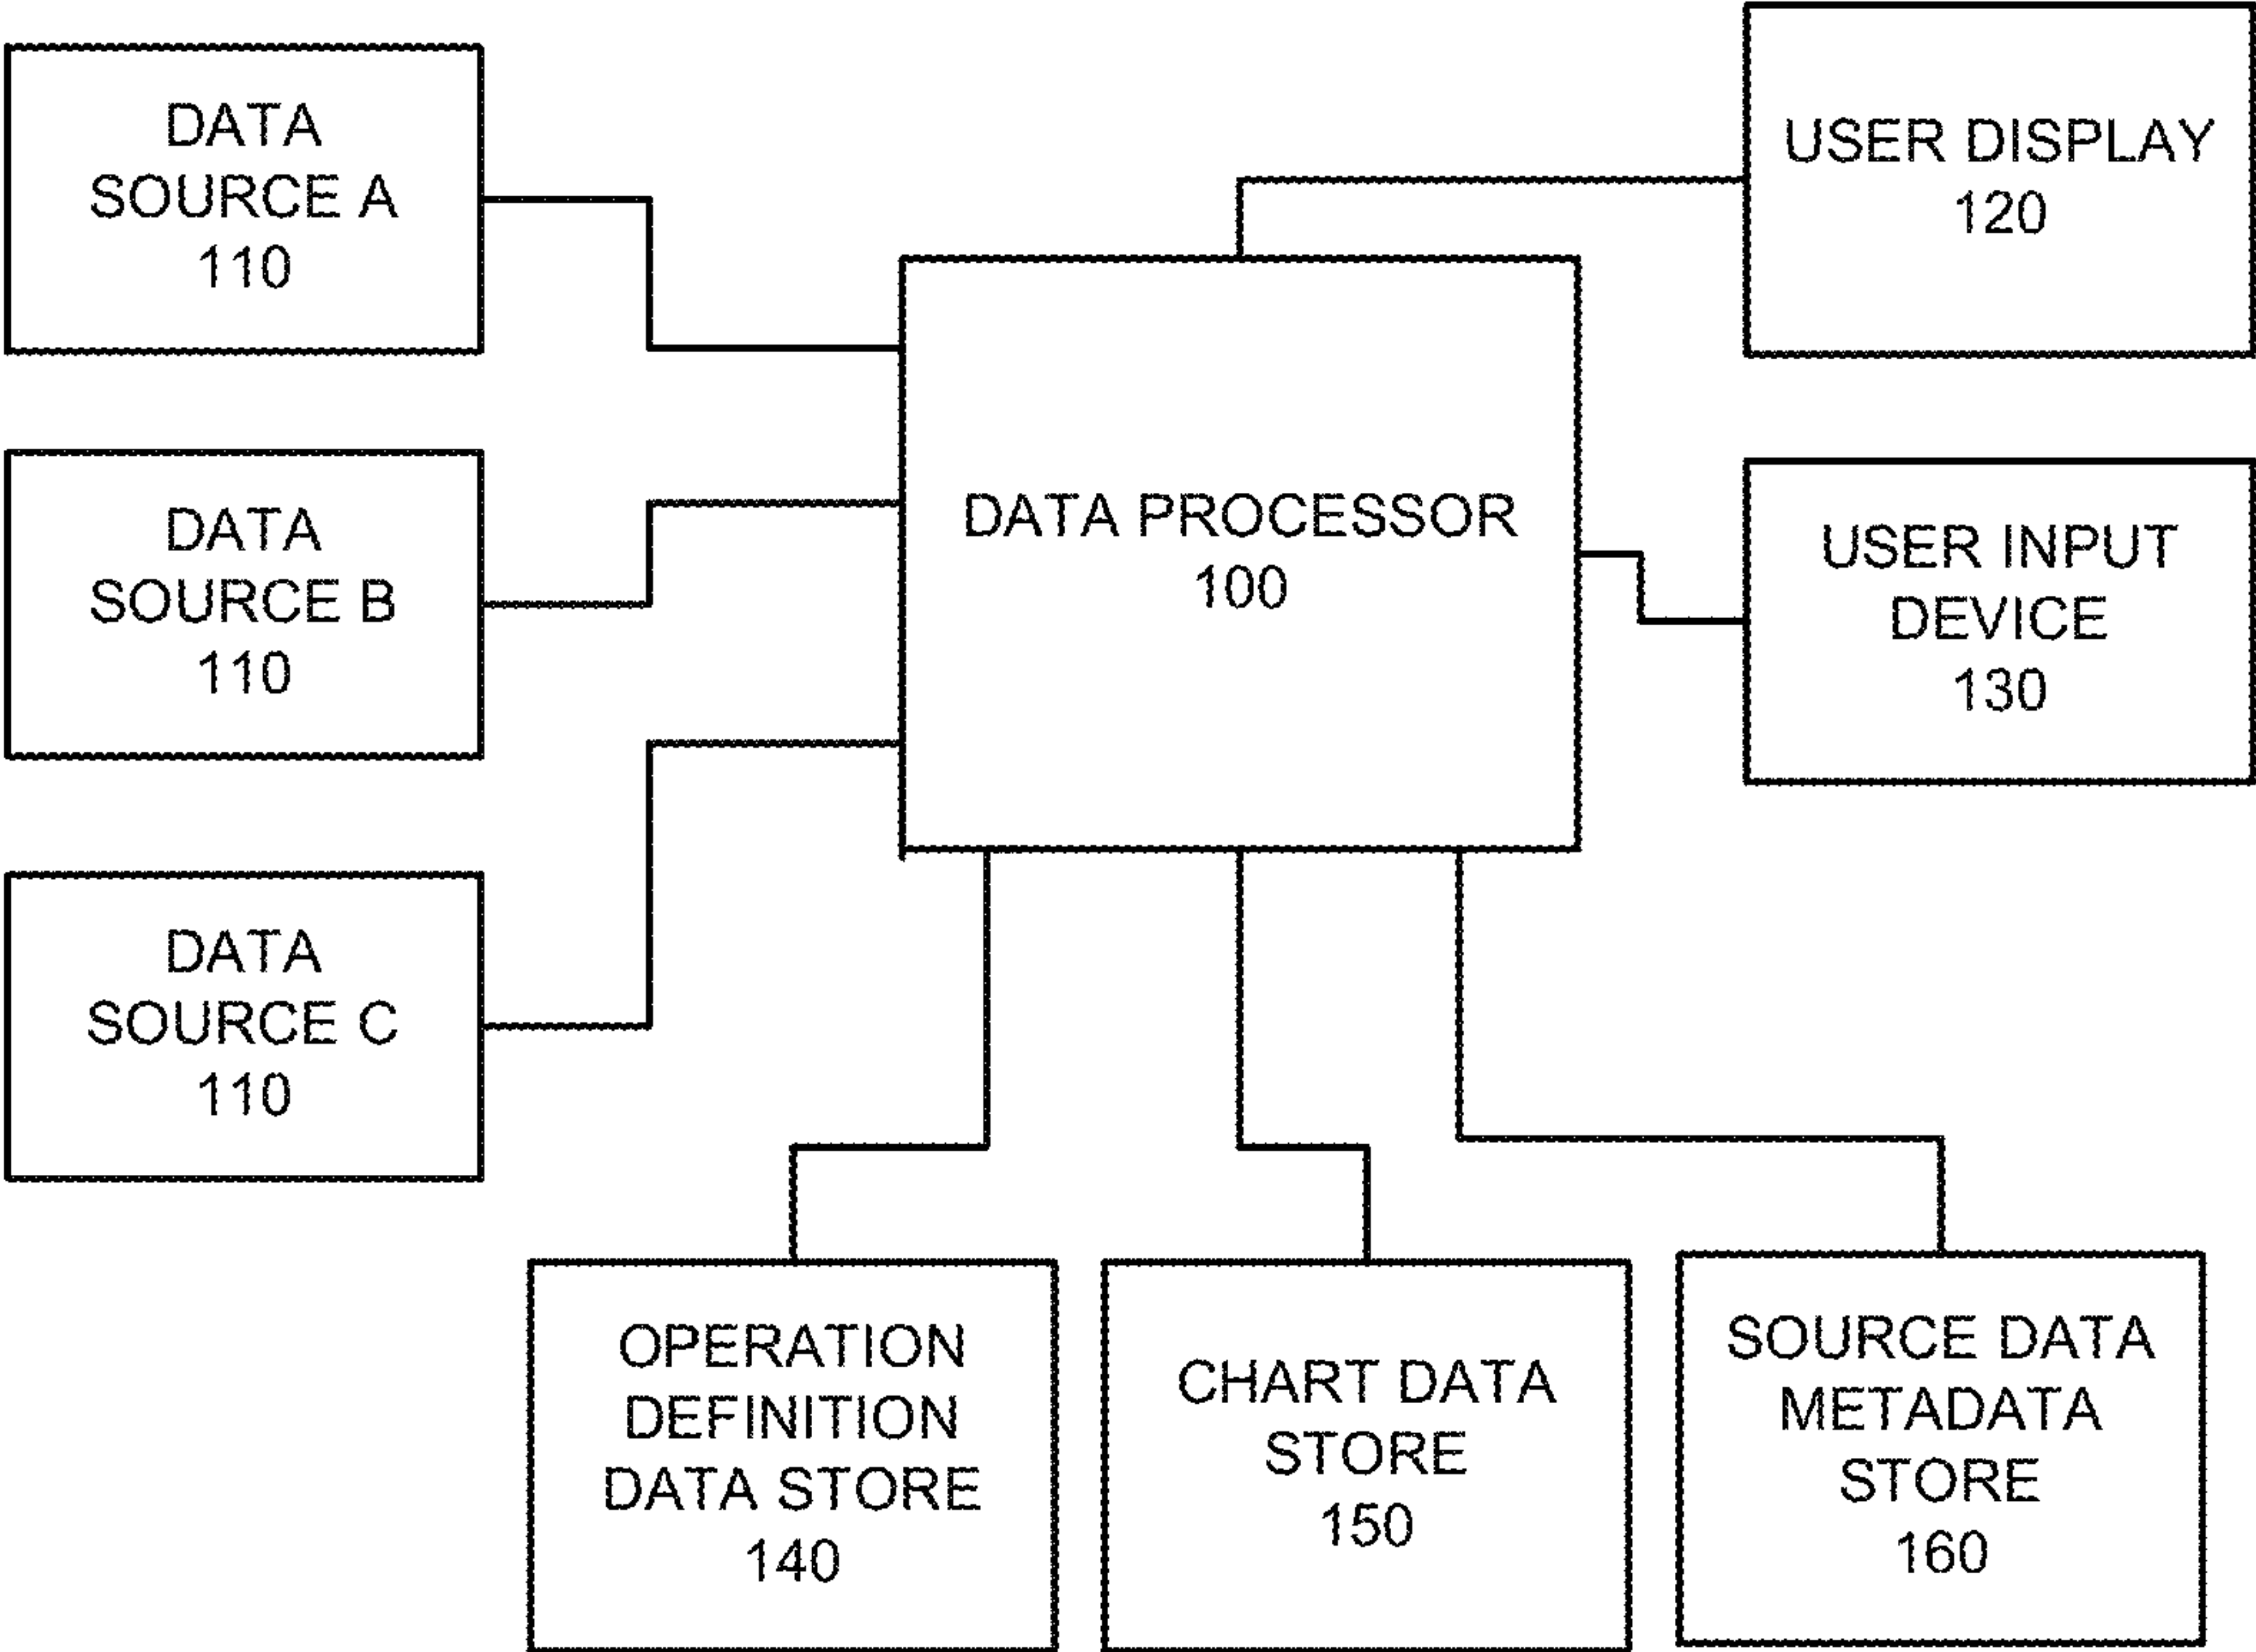 DATA
SOURCE A
110
USER DISPLAY
120
DATA
SOURCE B
110
DATA PROCESSOR
100
USER INPUT
DEVICE
130
DATA
SOURCE C
110
OPERATION
DEFINITION
DATA STORE
140
CHART DATA
STORE
150
SOURCE DATA
METADATA
STORE
160